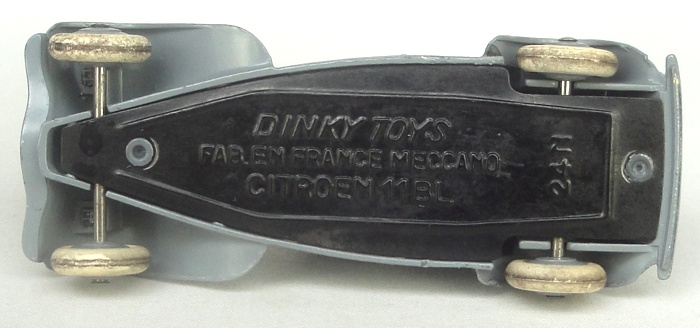 DINKY TOYS
FAB. EN FRANCE MECCANO
CITROEN 11 BL
24N